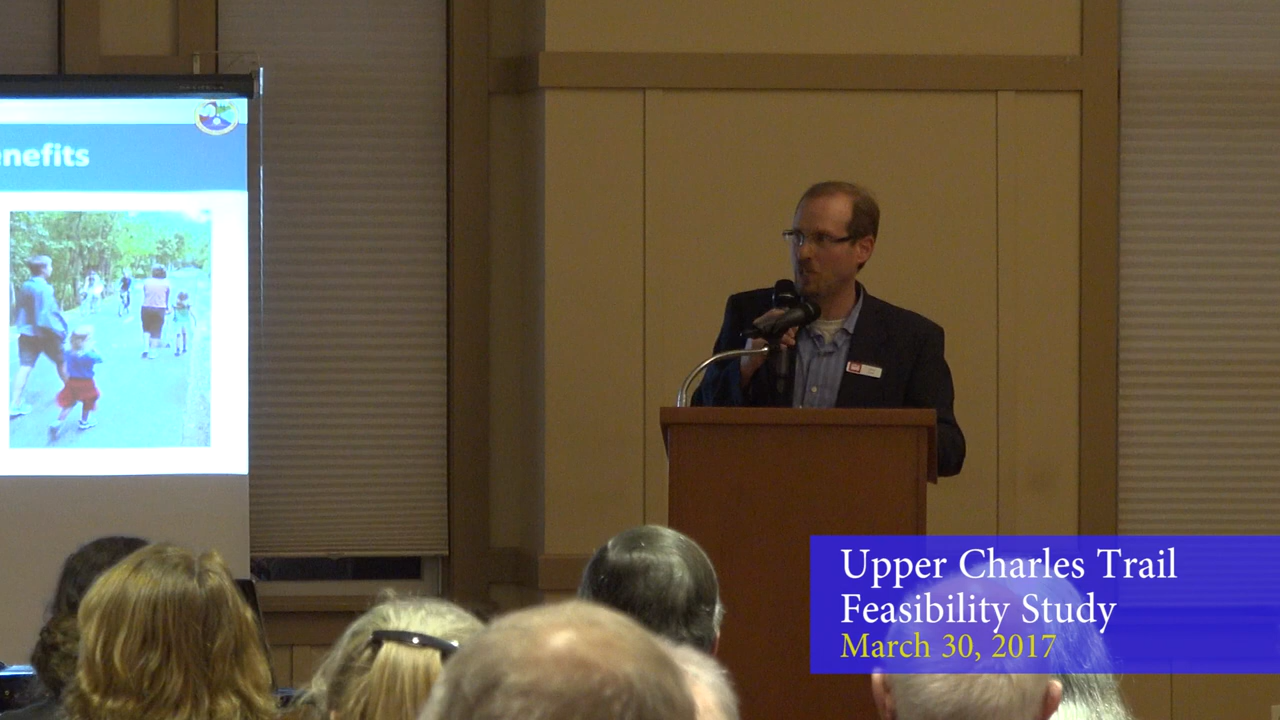 enefits
Upper Charles Trail
Feasibility Study
March 30, 2017